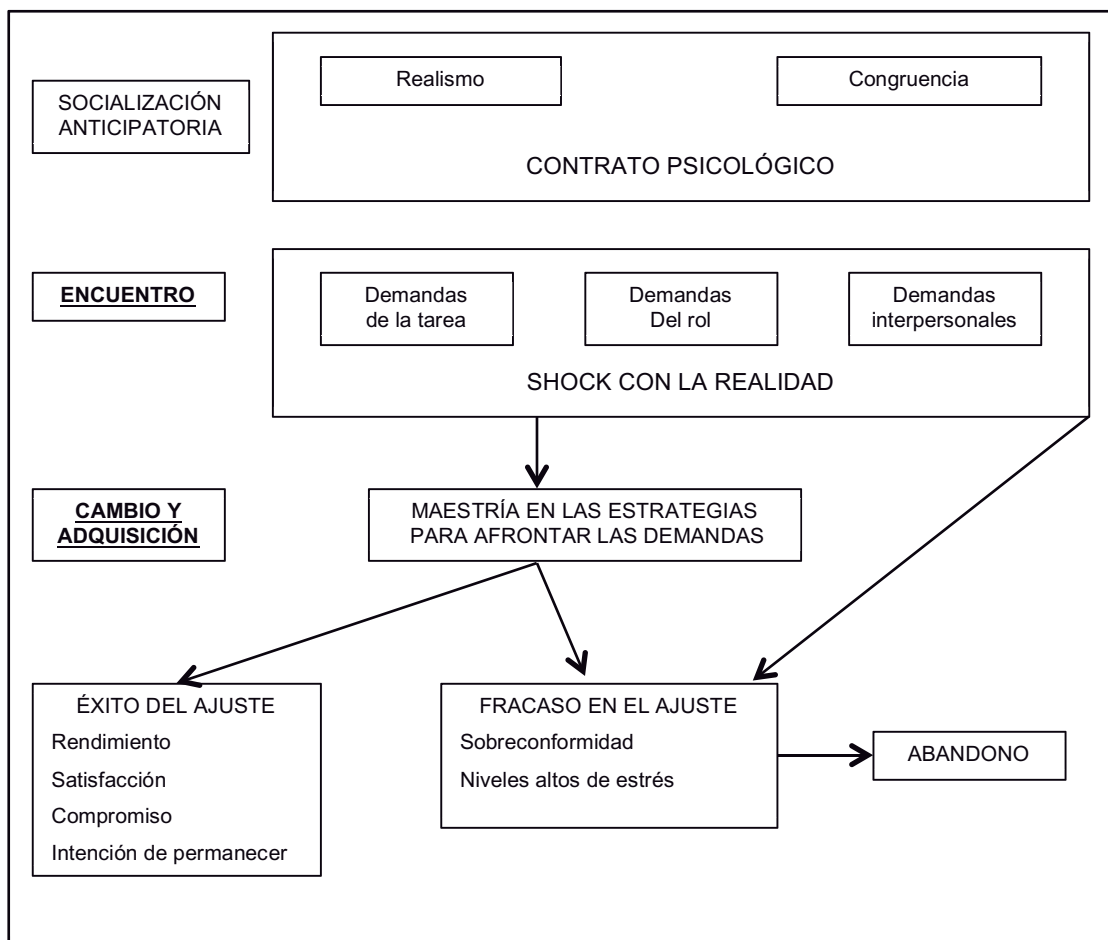 SOCIALIZACIÓN
ANTICIPATORIA
Realismo
Congruencia
CONTRATO PSICOLÓGICO
ENCUENTRO
Demandas
de la tarea
Demandas
Del rol
Demandas
interpersonales
SHOCK CON LA REALIDAD
CAMBIO Y
ADQUISICIÓN
MAESTRÍA EN LAS ESTRATEGIAS
PARA AFRONTAR LAS DEMANDAS
ÉXITO DEL AJUSTE
Rendimiento
Satisfacción
Compromiso
Intención de permanecer
FRACASO EN EL AJUSTE
Sobreconformidad
Niveles altos de estrés
ABANDONO